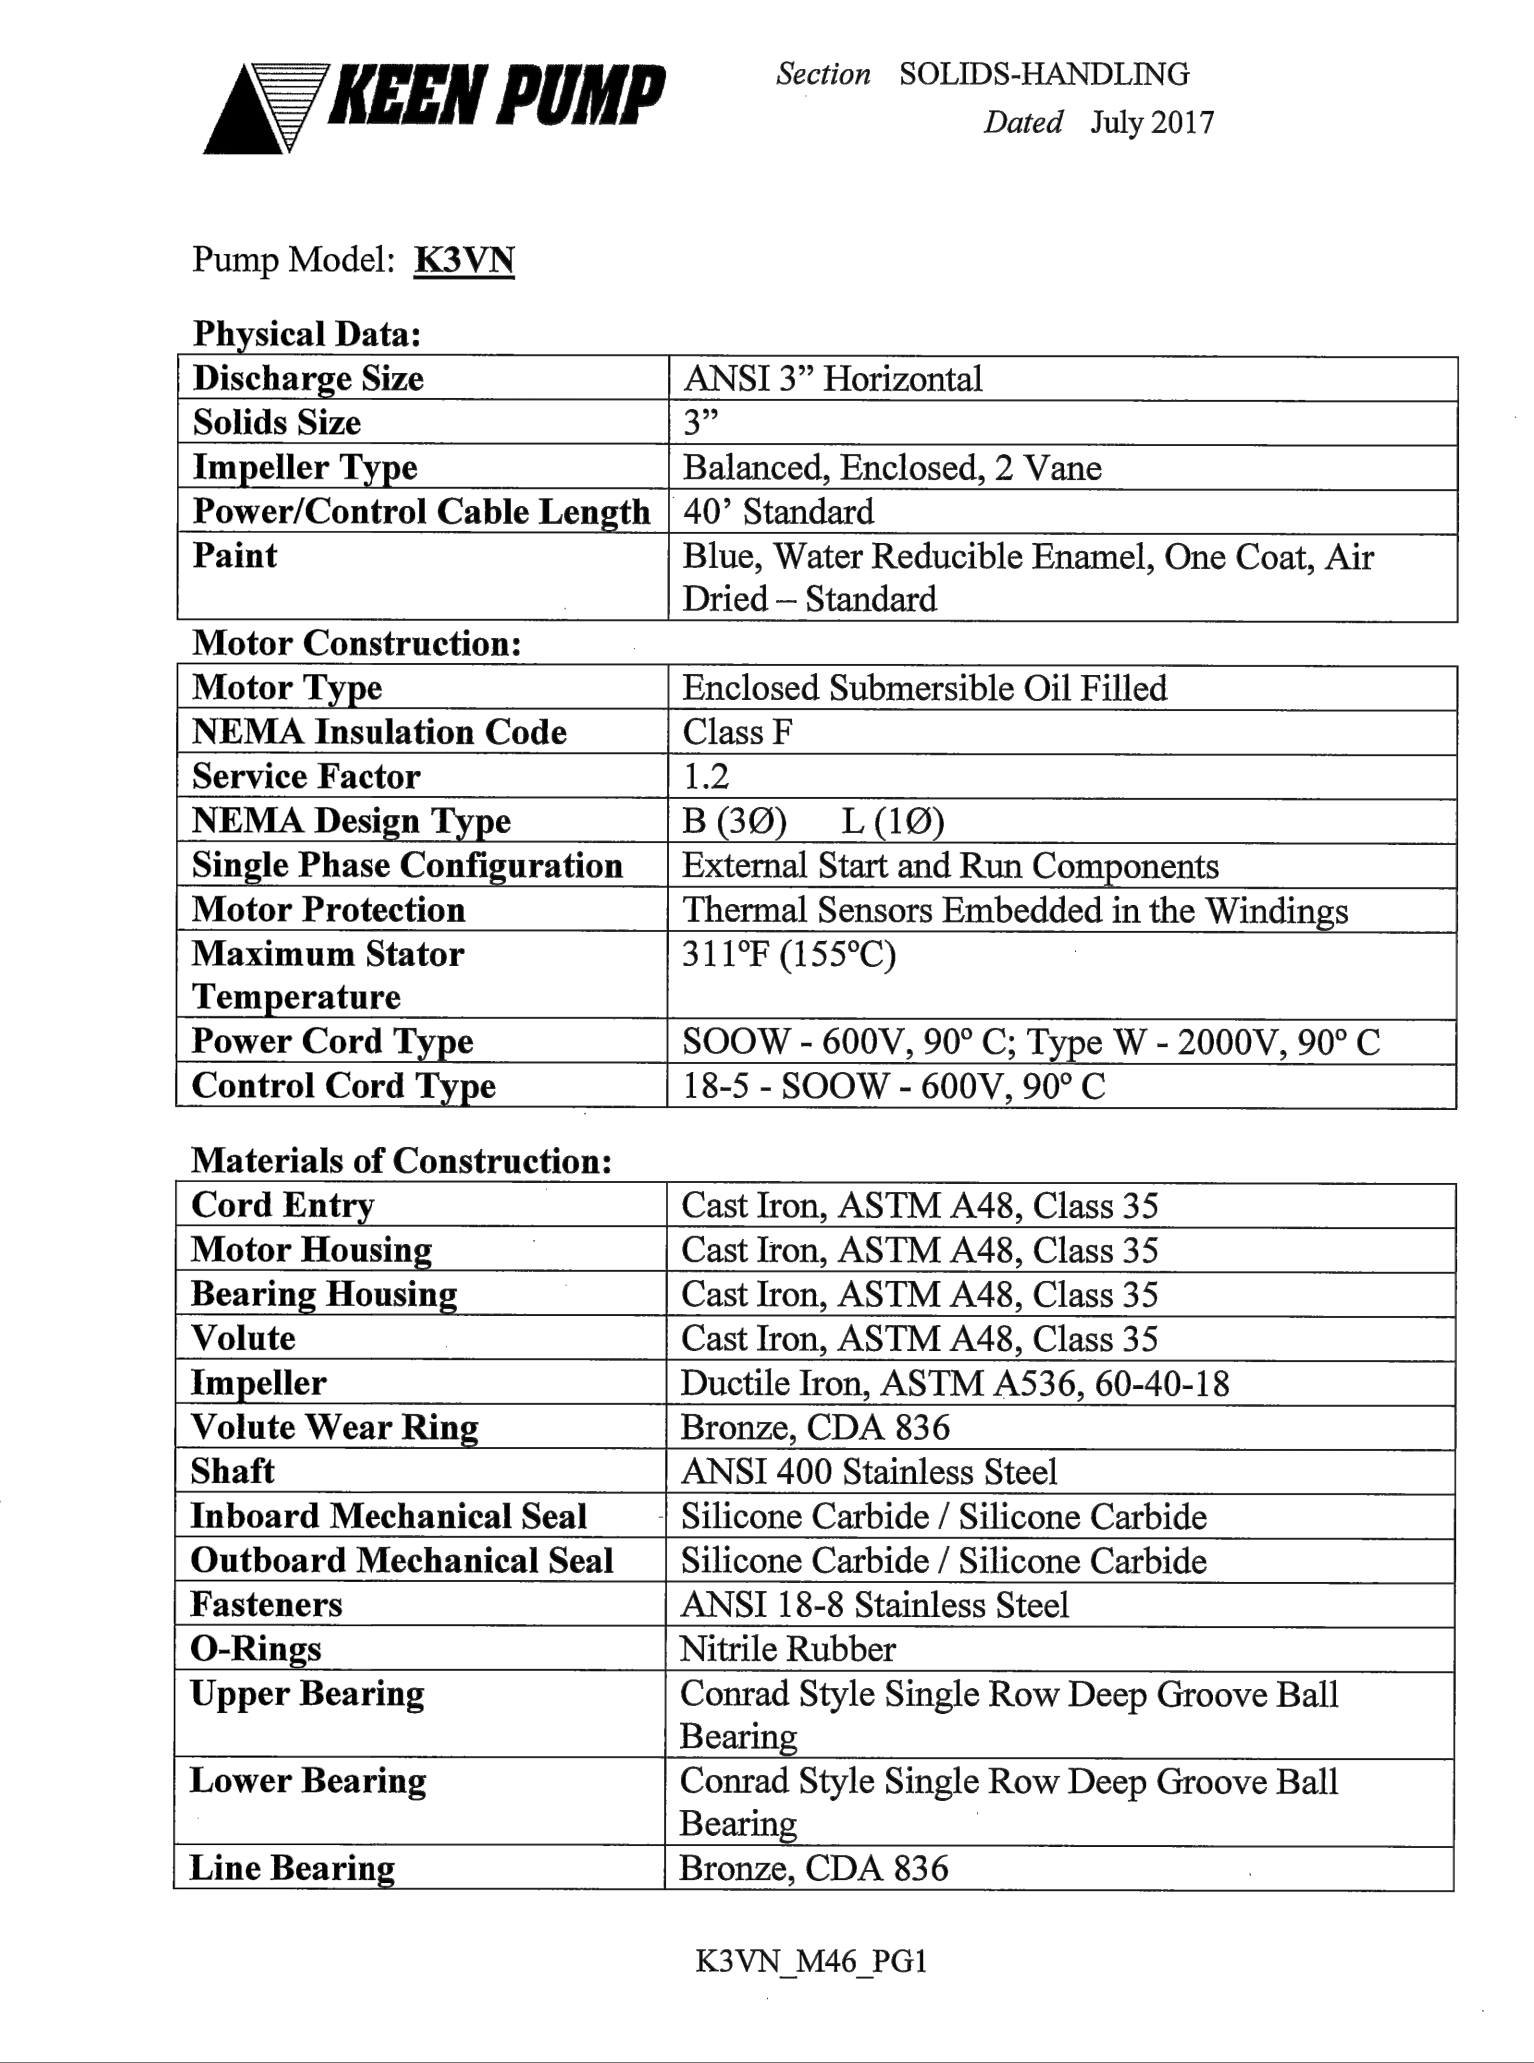 KEEN PUMP
Section SOLIDS-HANDLING
Dated July 2017
Pump Model: K3VN
Physical Data:
Discharge Size ANSI 3” Horizontal
Solids Size 3”
Impeller Type Balanced, Enclosed, 2 Vane
Power/Control Cable Length 40’ Standard
Paint Blue, Water Reducible Enamel, One Coat, Air
Dried – Standard
Motor Construction:
Motor Type Enclosed Submersible Oil Filled
NEMA Insulation Code Class F
Service Factor 1.2
NEMA Design Type B (3Ø) L (1Ø)
Single Phase Configuration External Start and Run Components
Motor Protection Thermal Sensors Embedded in the Windings
Maximum Stator 311ºF (155ºC)
Temperature
Power Cord Type SOOW - 600V, 90º C; Type W - 2000V, 90º C
Control Cord Type 18-5 - SOOW - 600V, 90º C
Materials of Construction:
Cord Entry Cast Iron, ASTM A48, Class 35
Motor Housing Cast Iron, ASTM A48, Class 35
Bearing Housing Cast Iron, ASTM A48, Class 35
Volute Cast Iron, ASTM A48, Class 35
Impeller Ductile Iron, ASTM A536, 60-40-18
Volute Wear Ring Bronze, CDA 836
Shaft ANSI 400 Stainless Steel
Inboard Mechanical Seal Silicone Carbide / Silicone Carbide
Outboard Mechanical Seal Silicone Carbide / Silicone Carbide
Fasteners ANSI 18-8 Stainless Steel
O-Rings Nitrile Rubber
Upper Bearing Conrad Style Single Row Deep Groove Ball
Bearing
Lower Bearing Conrad Style Single Row Deep Groove Ball
Bearing
Line Bearing Bronze, CDA 836
K3VN_M46_PG1